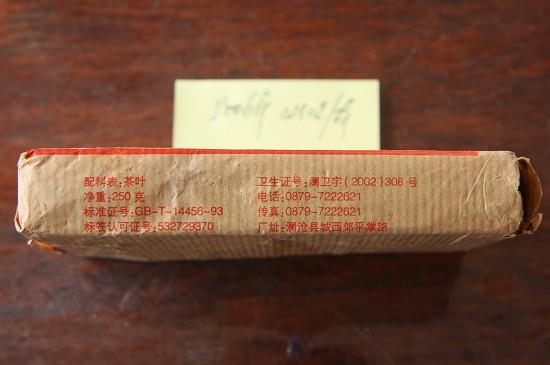 配料表:茶叶
净重:250克
标准证号:GB-T-14456-93
标签认可证号:532729370
卫生证号:澜卫字(2002)308号
电话:0879-7222621
传真:0879-7222621
厂址:澜沧县城西郊平掌路